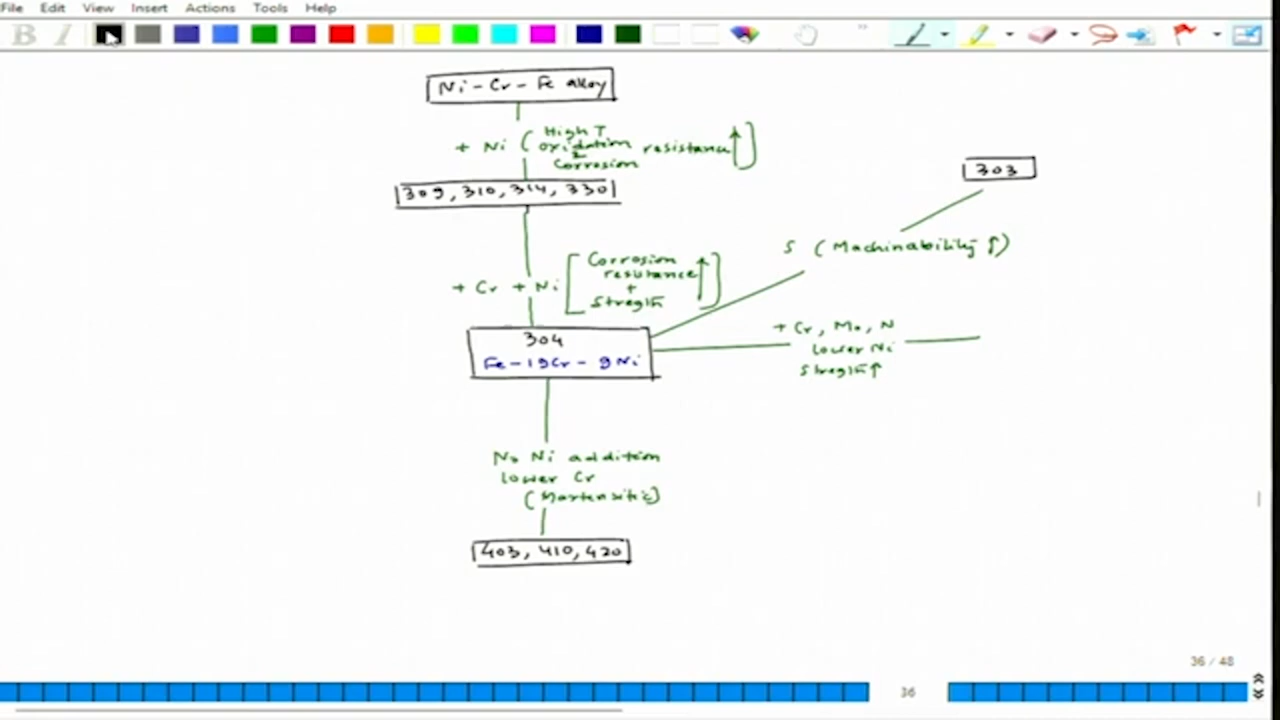 File Edit View Insert Actions Tools Help
B I
Ni - Cr - Fe alloy
+ Ni ( High T
oxidation resistance ↑ )
&
Corrosion
303
309, 310, 314, 330
S ( Machinability ↑ )
+ Cr + Ni [ Corrosion
resistance ↑ ]
+
Stregth
304
Fe - 19Cr - 9Ni
+ Cr, Mo, N
lower Ni
Stregth ↑
No Ni addition
lower Cr
( Martensitic )
403, 410, 420
36 / 48
36